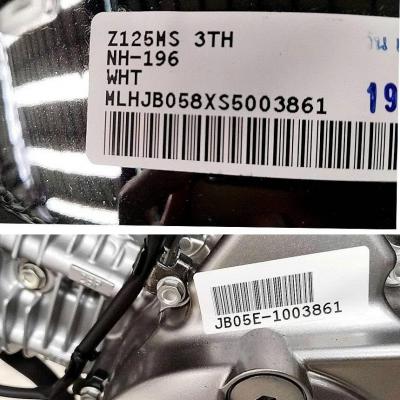 Z125MS 3TH
NH-196
WHT
MLHJB058XS5003861
19
JB05E-1003861